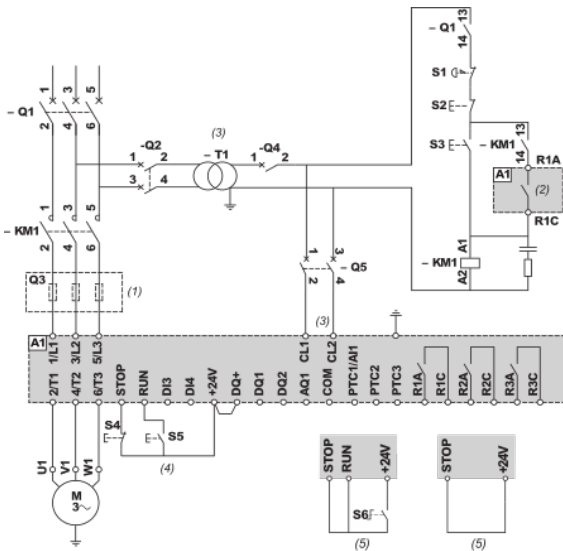 1 3 5
– Q1
2 4 6
-Q2
1 2
3 4
(3)
– T1
-Q4
1 2
13
– Q1
14
S1
S2
S3
13
– KM1
14
R1A
A1
(2)
R1C
A1
– KM1
A2
1 3 5
– KM1
2 4 6
Q3
(1)
1 3
– Q5
2 4
(3)
A1
1/L1 3/L2 5/L3 CL1 CL2
2/T1 4/T2 6/T3 STOP RUN DI3 DI4 +24V DQ+ DQ1 DQ2 AQ1 COM PTC1/AI1 PTC2 PTC3 R1A R1C R2A R2C R3A R3C
S4
S5
(4)
U1 V1 W1
M
3
STOP RUN +24V
S6
(5)
STOP +24V
(5)